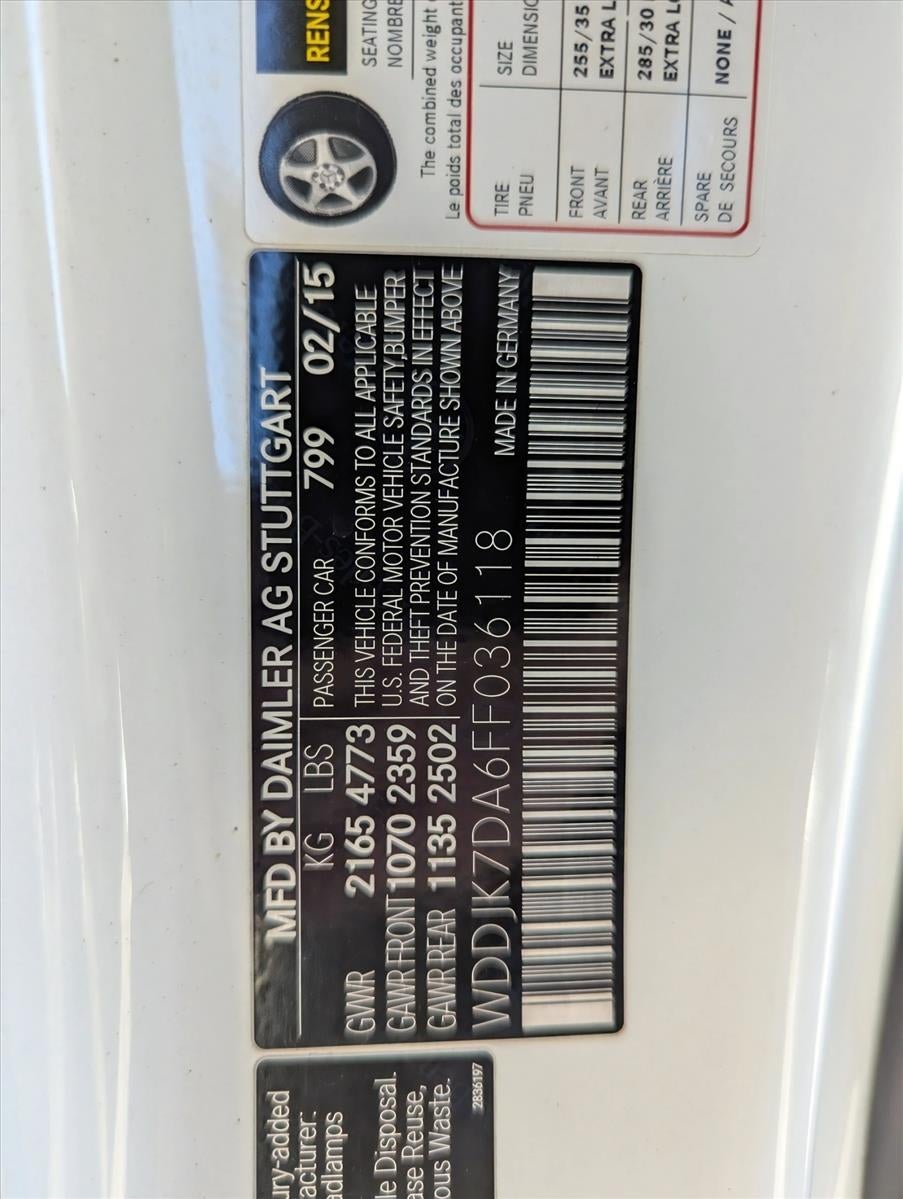 MFD BY DAIMLER AG STUTTGART
KG LBS PASSENGER CAR 799 02/15
GVWR 2165 4773 THIS VEHICLE CONFORMS TO ALL APPLICABLE
GAWR FRONT 1070 2359 U.S. FEDERAL MOTOR VEHICLE SAFETY,BUMPER
GAWR REAR 1135 2502 AND THEFT PREVENTION STANDARDS IN EFFECT
ON THE DATE OF MANUFACTURE SHOWN ABOVE
WDDJK7DA6FF036118 MADE IN GERMANY
RENS
SEATING
NOMBRE
The combined weight
Le poids total des occupant
TIRE SIZE
PNEU DIMENSIO
FRONT 255/35
AVANT EXTRA L
REAR 285/30
ARRIÈRE EXTRA LO
SPARE NONE / A
DE SECOURS
ury-added
acturer:
adlamps
le Disposal.
ase Reuse,
ous Waste.
2836197